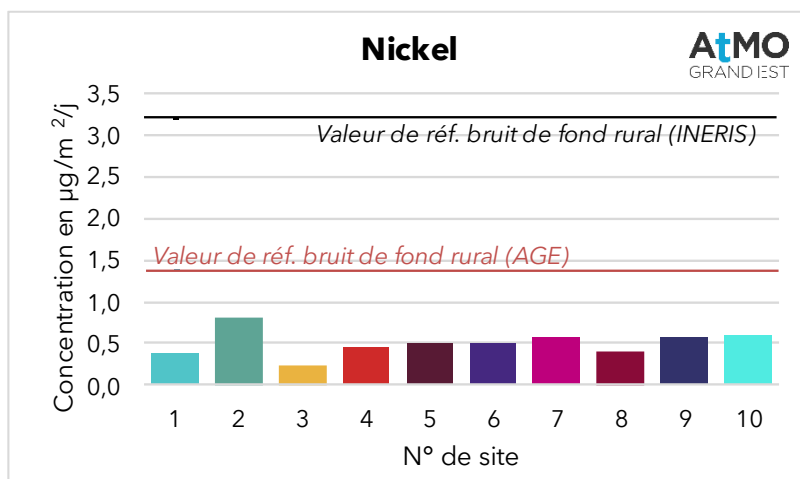 Nickel
AtMO
GRAND EST
Concentration en µg/m ²/j
3,5
3,0
2,5
2,0
1,5
1,0
0,5
0,0
Valeur de réf. bruit de fond rural (INERIS)
Valeur de réf. bruit de fond rural (AGE)
1 2 3 4 5 6 7 8 9 10
N° de site